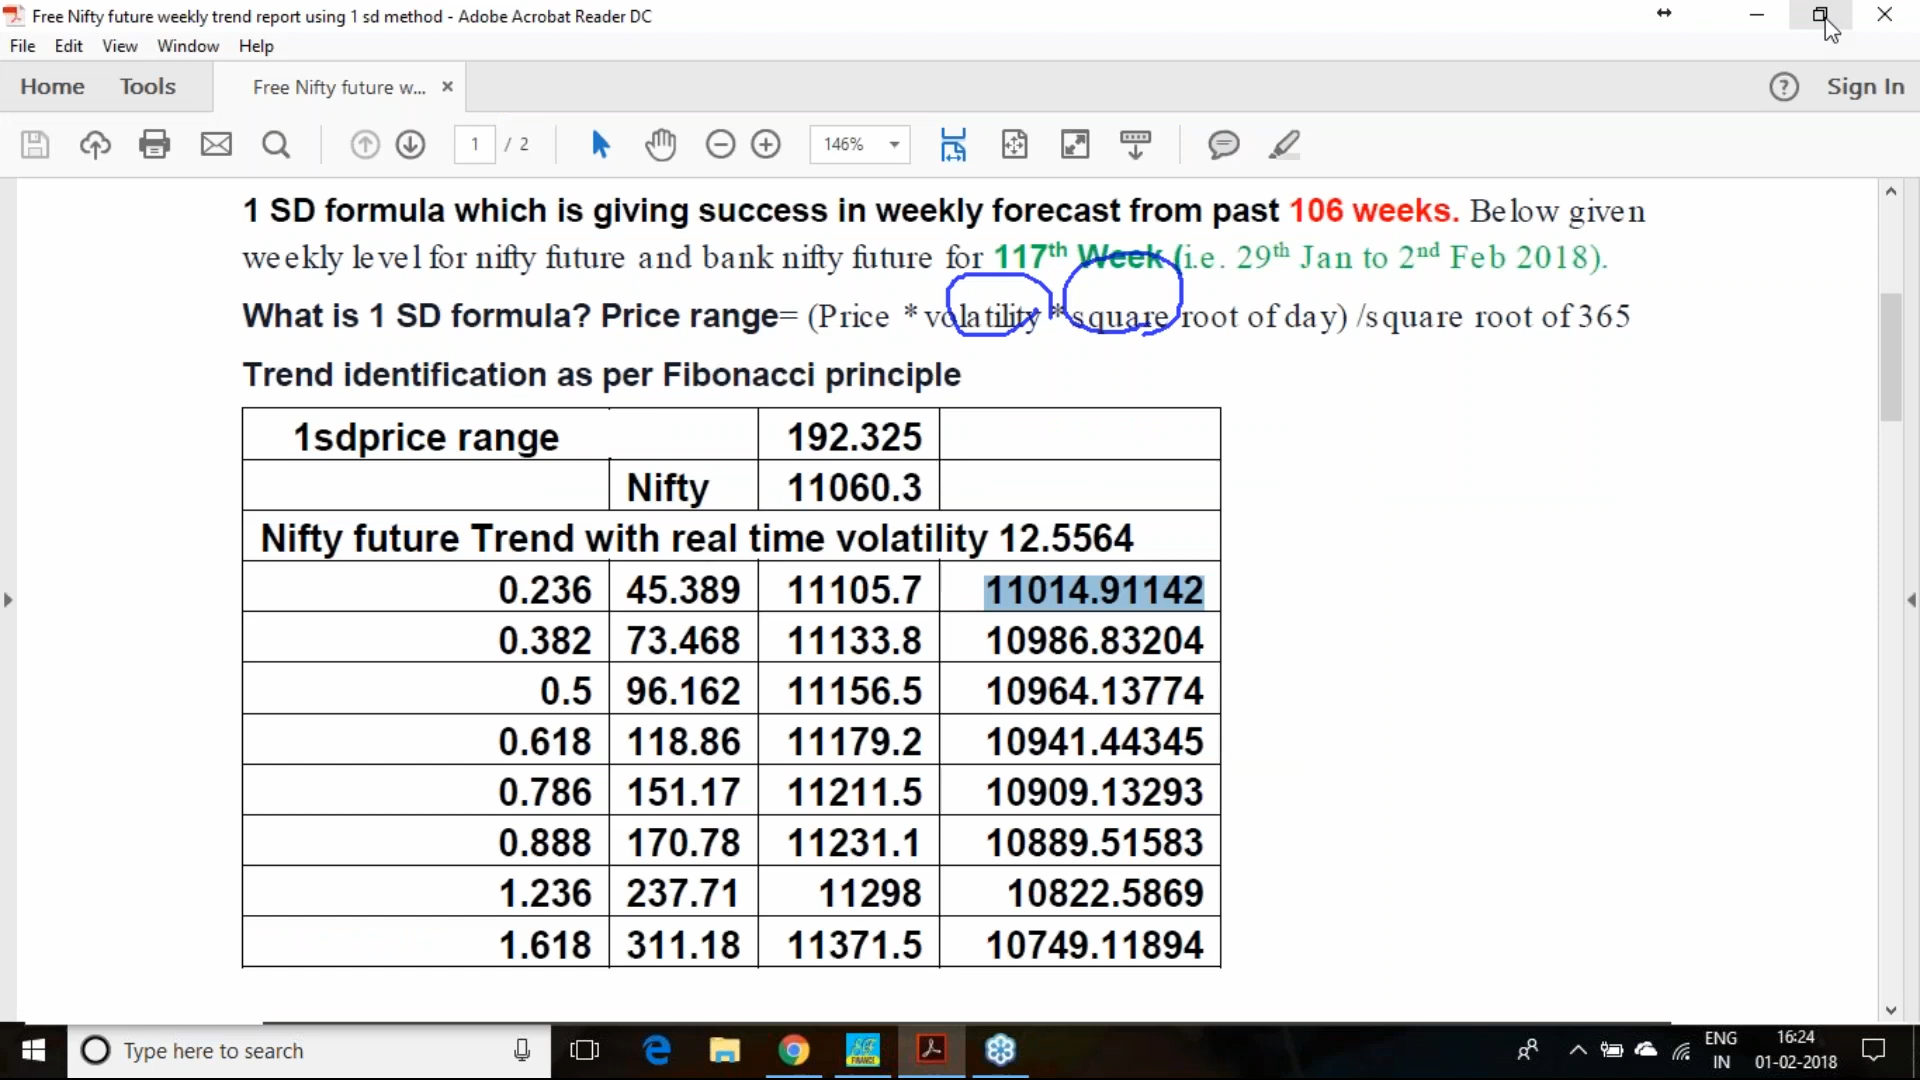 Free Nifty future weekly trend report using 1 sd method - Adobe Acrobat Reader DC
File Edit View Window Help
Home Tools Free Nifty future w... × ? Sign In
1 / 2 146%
1 SD formula which is giving success in weekly forecast from past 106 weeks. Below given
weekly level for nifty future and bank nifty future for 117th Week (i.e. 29th Jan to 2nd Feb 2018).
What is 1 SD formula? Price range= (Price * volatility * square root of day) /square root of 365
Trend identification as per Fibonacci principle
1sdprice range 192.325
Nifty 11060.3
Nifty future Trend with real time volatility 12.5564
0.236 45.389 11105.7 11014.91142
0.382 73.468 11133.8 10986.83204
0.5 96.162 11156.5 10964.13774
0.618 118.86 11179.2 10941.44345
0.786 151.17 11211.5 10909.13293
0.888 170.78 11231.1 10889.51583
1.236 237.71 11298 10822.5869
1.618 311.18 11371.5 10749.11894
Type here to search
FINANCE
ENG
IN
16:24
01-02-2018